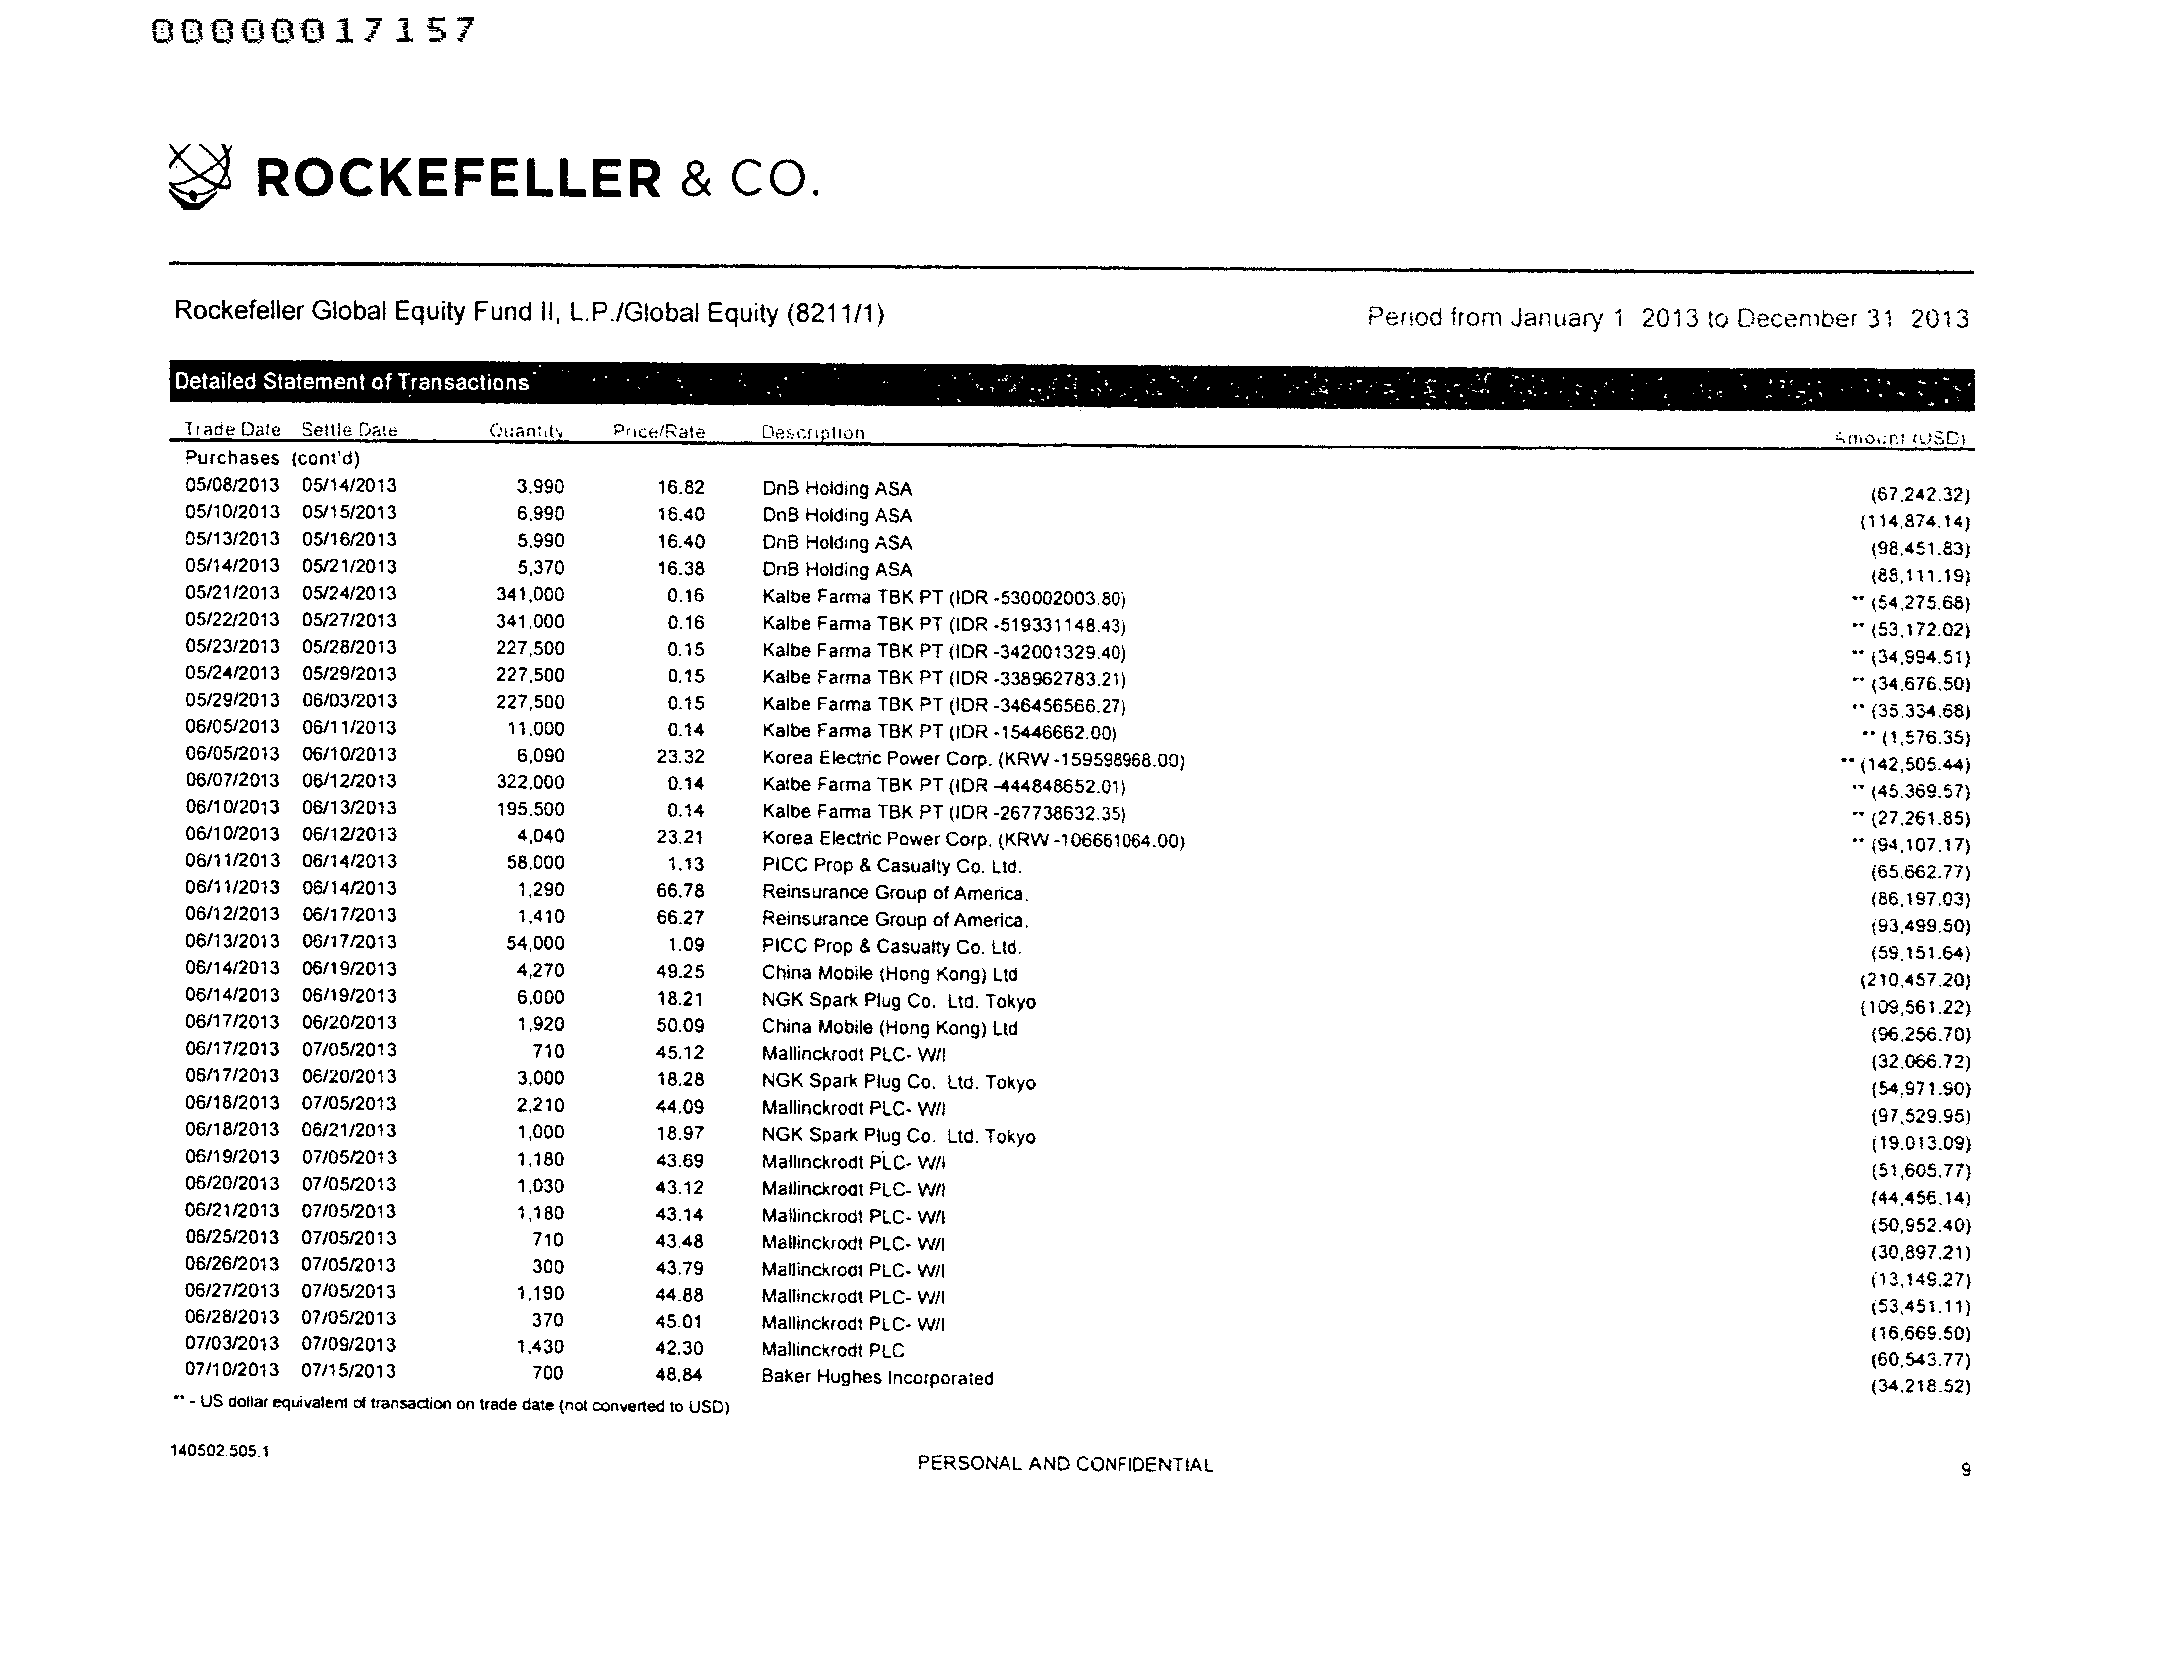 00000017157
ROCKEFELLER & CO.
Rockefeller Global Equity Fund II, L.P./Global Equity (8211/1) Period from January 1 2013 to December 31 2013
Detailed Statement of Transactions
Trade Date Settle Date Quantity Price/Rate Description Amount (USD)
Purchases (cont'd)
05/08/2013 05/14/2013 3,990 16.82 DnB Holding ASA (67,242.32)
05/10/2013 05/15/2013 6,990 16.40 DnB Holding ASA (114,874.14)
05/13/2013 05/16/2013 5,990 16.40 DnB Holding ASA (98,451.83)
05/14/2013 05/21/2013 5,370 16.38 DnB Holding ASA (88,111.19)
05/21/2013 05/24/2013 341,000 0.16 Kalbe Farma TBK PT (IDR -530002003.80) ** (54,275.68)
05/22/2013 05/27/2013 341,000 0.16 Kalbe Farma TBK PT (IDR -519331148.43) ** (53,172.02)
05/23/2013 05/28/2013 227,500 0.15 Kalbe Farma TBK PT (IDR -342001329.40) ** (34,994.51)
05/24/2013 05/29/2013 227,500 0.15 Kalbe Farma TBK PT (IDR -338962783.21) ** (34,676.50)
05/29/2013 06/03/2013 227,500 0.15 Kalbe Farma TBK PT (IDR -346456566.27) ** (35,334.68)
06/05/2013 06/11/2013 11,000 0.14 Kalbe Farma TBK PT (IDR -15446662.00) ** (1,576.35)
06/05/2013 06/10/2013 6,090 23.32 Korea Electric Power Corp. (KRW -159598968.00) ** (142,505.44)
06/07/2013 06/12/2013 322,000 0.14 Kalbe Farma TBK PT (IDR -444848652.01) ** (45,369.57)
06/10/2013 06/13/2013 195,500 0.14 Kalbe Farma TBK PT (IDR -267738632.35) ** (27,261.85)
06/10/2013 06/12/2013 4,040 23.21 Korea Electric Power Corp. (KRW -106661064.00) ** (94,107.17)
06/11/2013 06/14/2013 58,000 1.13 PICC Prop & Casualty Co. Ltd. (65,662.77)
06/11/2013 06/14/2013 1,290 66.78 Reinsurance Group of America. (86,197.03)
06/12/2013 06/17/2013 1,410 66.27 Reinsurance Group of America. (93,499.50)
06/13/2013 06/17/2013 54,000 1.09 PICC Prop & Casualty Co. Ltd. (59,151.64)
06/14/2013 06/19/2013 4,270 49.25 China Mobile (Hong Kong) Ltd (210,457.20)
06/14/2013 06/19/2013 6,000 18.21 NGK Spark Plug Co. Ltd. Tokyo (109,561.22)
06/17/2013 06/20/2013 1,920 50.09 China Mobile (Hong Kong) Ltd (96,256.70)
06/17/2013 07/05/2013 710 45.12 Mallinckrodt PLC- W/I (32,066.72)
06/17/2013 06/20/2013 3,000 18.28 NGK Spark Plug Co. Ltd. Tokyo (54,971.90)
06/18/2013 07/05/2013 2,210 44.09 Mallinckrodt PLC- W/I (97,529.95)
06/18/2013 06/21/2013 1,000 18.97 NGK Spark Plug Co. Ltd. Tokyo (19,013.09)
06/19/2013 07/05/2013 1,180 43.69 Mallinckrodt PLC- W/I (51,605.77)
06/20/2013 07/05/2013 1,030 43.12 Mallinckrodt PLC- W/I (44,456.14)
06/21/2013 07/05/2013 1,180 43.14 Mallinckrodt PLC- W/I (50,952.40)
06/25/2013 07/05/2013 710 43.48 Mallinckrodt PLC- W/I (30,897.21)
06/26/2013 07/05/2013 300 43.79 Mallinckrodt PLC- W/I (13,149.27)
06/27/2013 07/05/2013 1,190 44.88 Mallinckrodt PLC- W/I (53,451.11)
06/28/2013 07/05/2013 370 45.01 Mallinckrodt PLC- W/I (16,669.50)
07/03/2013 07/09/2013 1,430 42.30 Mallinckrodt PLC (60,543.77)
07/10/2013 07/15/2013 700 48.84 Baker Hughes Incorporated (34,218.52)
** - US dollar equivalent of transaction on trade date (not converted to USD)
140502.505.1 PERSONAL AND CONFIDENTIAL 9